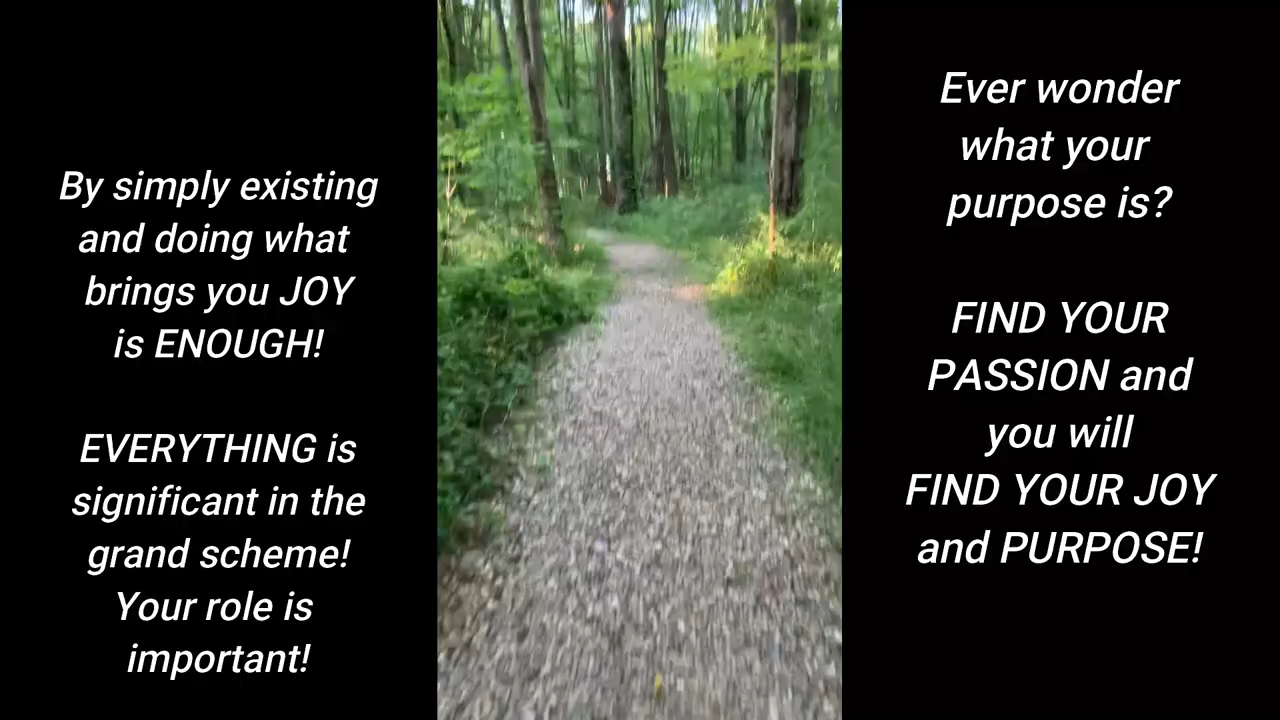 By simply existing
and doing what
brings you JOY
is ENOUGH!
EVERYTHING is
significant in the
grand scheme!
Your role is
important!
Ever wonder
what your
purpose is?
FIND YOUR
PASSION and
you will
FIND YOUR JOY
and PURPOSE!